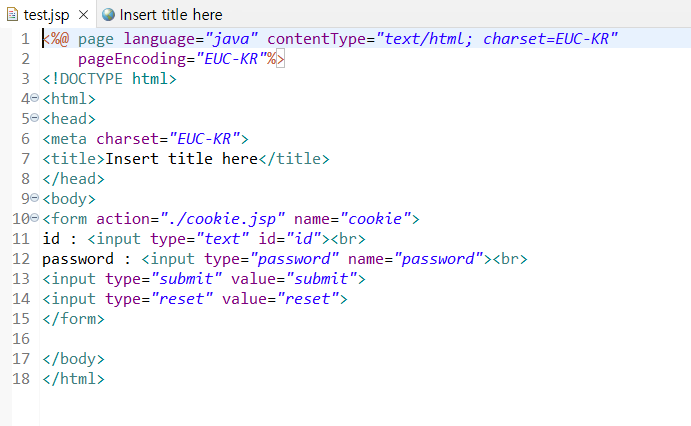 test.jsp Insert title here
1 <%@ page language="java" contentType="text/html; charset=EUC-KR"
2     pageEncoding="EUC-KR"%>
3 <!DOCTYPE html>
4 <html>
5 <head>
6 <meta charset="EUC-KR">
7 <title>Insert title here</title>
8 </head>
9 <body>
10 <form action="./cookie.jsp" name="cookie">
11 id : <input type="text" id="id"><br>
12 password : <input type="password" name="password"><br>
13 <input type="submit" value="submit">
14 <input type="reset" value="reset">
15 </form>
16
17 </body>
18 </html>